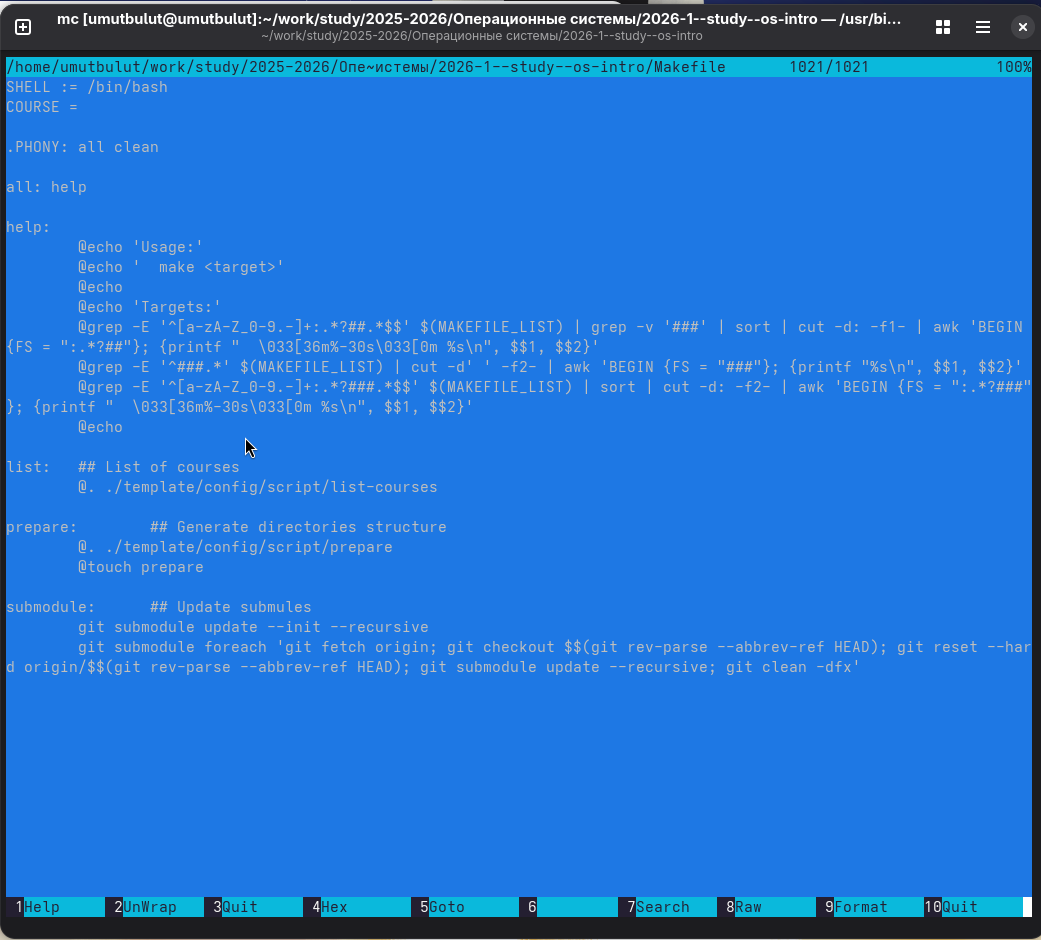 mc [umutbulut@umutbulut]:~/work/study/2025-2026/Операционные системы/2026-1--study--os-intro — /usr/bi…
~/work/study/2025-2026/Операционные системы/2026-1--study--os-intro
/home/umutbulut/work/study/2025-2026/Опе~истемы/2026-1--study--os-intro/Makefile       1021/1021              100%
SHELL := /bin/bash
COURSE =
.PHONY: all clean
all: help
help:
        @echo 'Usage:'
        @echo '  make <target>'
        @echo
        @echo 'Targets:'
        @grep -E '^[a-zA-Z_0-9.-]+:.*?##.*$$' $(MAKEFILE_LIST) | grep -v '###' | sort | cut -d: -f1- | awk 'BEGIN
{FS = ":.*?##"}; {printf "  \033[36m%-30s\033[0m %s\n", $$1, $$2}'
        @grep -E '^###.*' $(MAKEFILE_LIST) | cut -d' ' -f2- | awk 'BEGIN {FS = "###"}; {printf "%s\n", $$1, $$2}'
        @grep -E '^[a-zA-Z_0-9.-]+:.*?###.*$$' $(MAKEFILE_LIST) | sort | cut -d: -f2- | awk 'BEGIN {FS = ":.*?###"
}; {printf "  \033[36m%-30s\033[0m %s\n", $$1, $$2}'
        @echo
list:   ## List of courses
        @. ./template/config/script/list-courses
prepare:        ## Generate directories structure
        @. ./template/config/script/prepare
        @touch prepare
submodule:      ## Update submules
        git submodule update --init --recursive
        git submodule foreach 'git fetch origin; git checkout $$(git rev-parse --abbrev-ref HEAD); git reset --har
d origin/$$(git rev-parse --abbrev-ref HEAD); git submodule update --recursive; git clean -dfx'
1Help 2UnWrap 3Quit 4Hex 5Goto 6 7Search 8Raw 9Format 10Quit